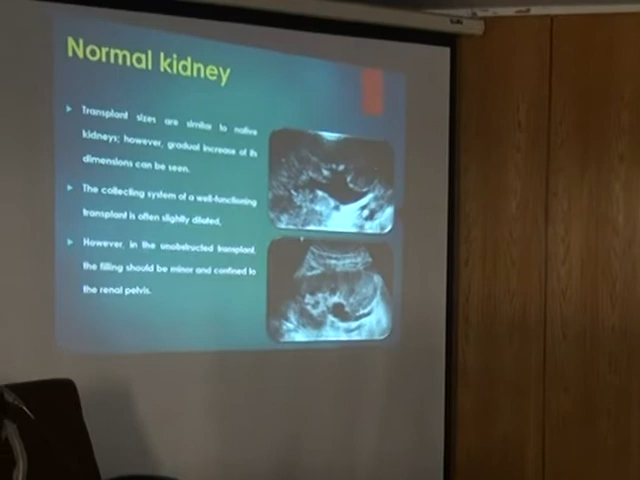 Normal kidney
Transplant sizes are similar to native
kidneys; however, gradual increase of its
dimensions can be seen.
The collecting system of a well-functioning
transplant is often slightly dilated.
However, in the unobstructed transplant,
the filling should be minor and confined to
the renal pelvis.